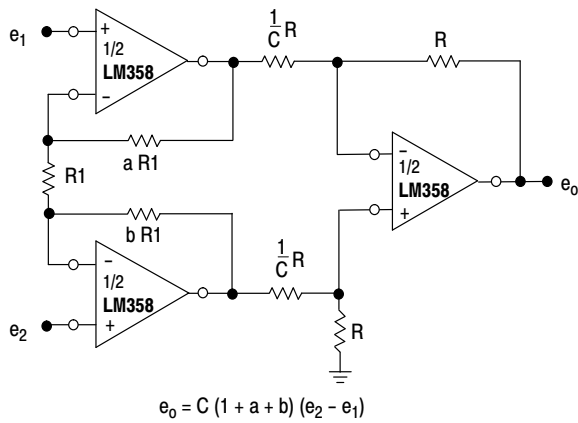 e1
+
1/2
LM358
−
1/C R
R
a R1
R1
b R1
−
1/2
LM358
+
e2
1/C R
R
−
1/2
LM358
+
eo
eo = C (1 + a + b) (e2 − e1)